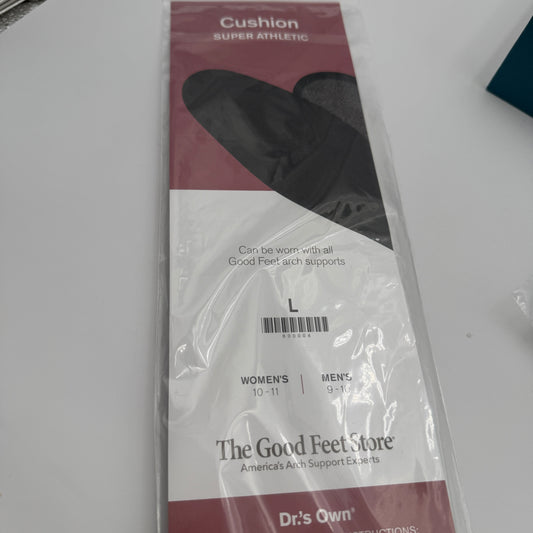 Cushion
SUPER ATHLETIC
Can be worn with all
Good Feet arch supports
L
WOMEN'S | MEN'S
10 - 11
The Good Feet Store®
America's Arch Support Experts
Dr.'s Own®